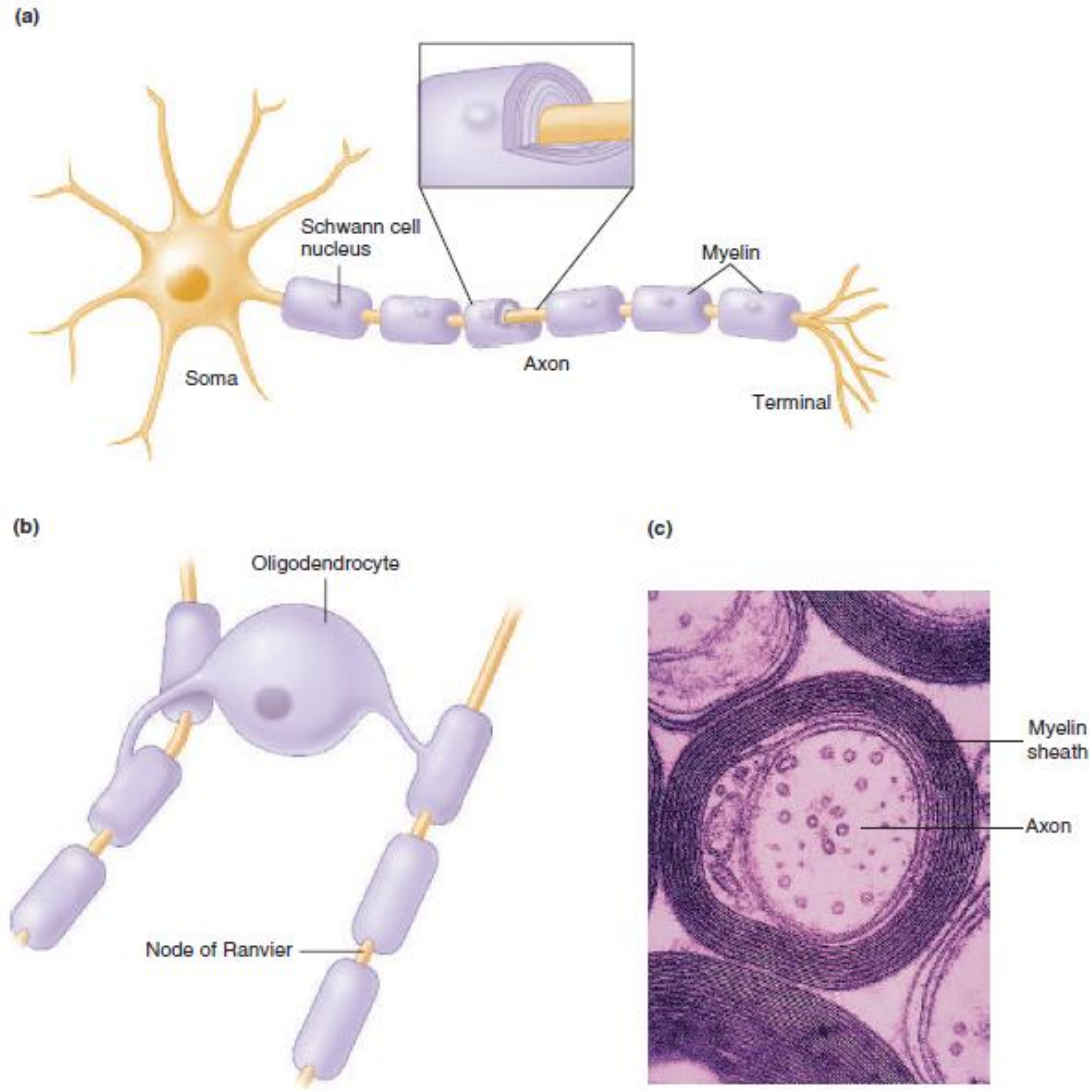 (a)
Schwann cell
nucleus
Myelin
Axon
Soma
Terminal
(b)
(c)
Oligodendrocyte
Myelin
sheath
Axon
Node of Ranvier